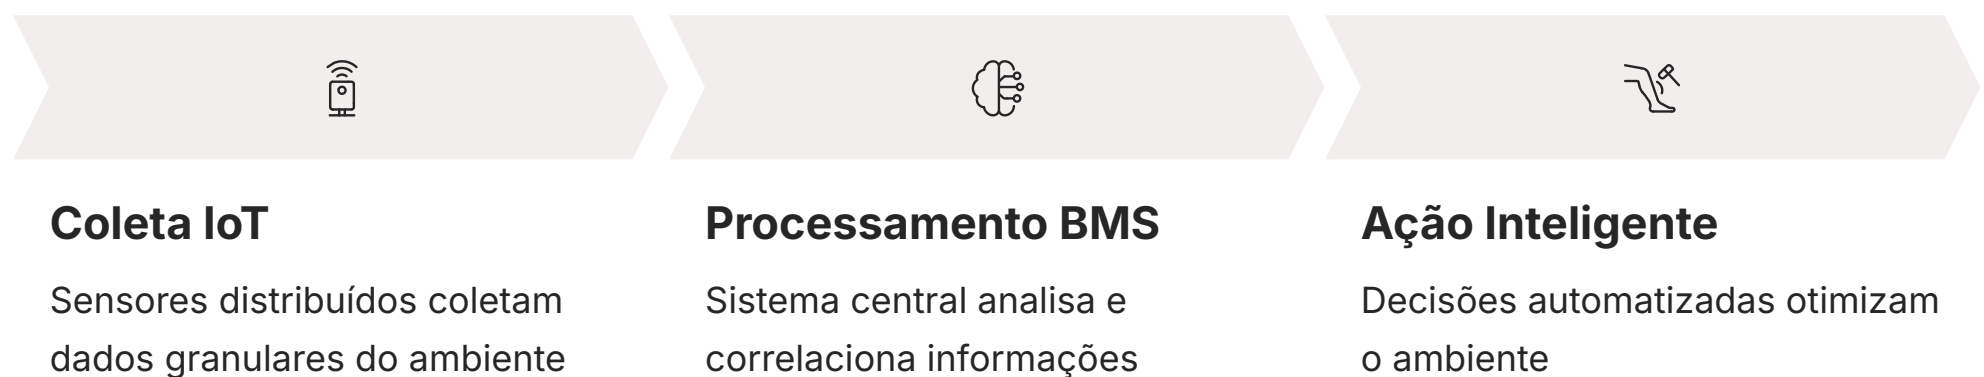 Coleta IoT
Sensores distribuídos coletam
dados granulares do ambiente
Processamento BMS
Sistema central analisa e
correlaciona informações
Ação Inteligente
Decisões automatizadas otimizam
o ambiente